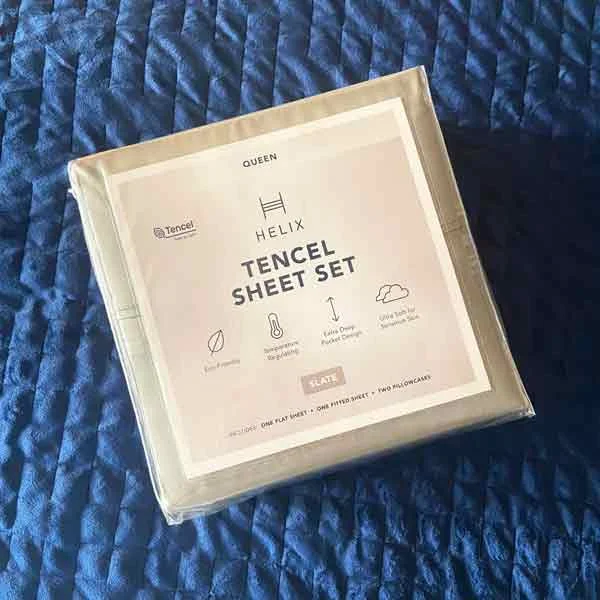 QUEEN
Tencel
HELIX
TENCEL
SHEET SET
Eco-Friendly
Temperature
Regulating
Extra Deep
Pocket Design
Ultra Soft for
Sensitive Skin
SLATE
INCLUDES: ONE FLAT SHEET • ONE FITTED SHEET • TWO PILLOWCASES